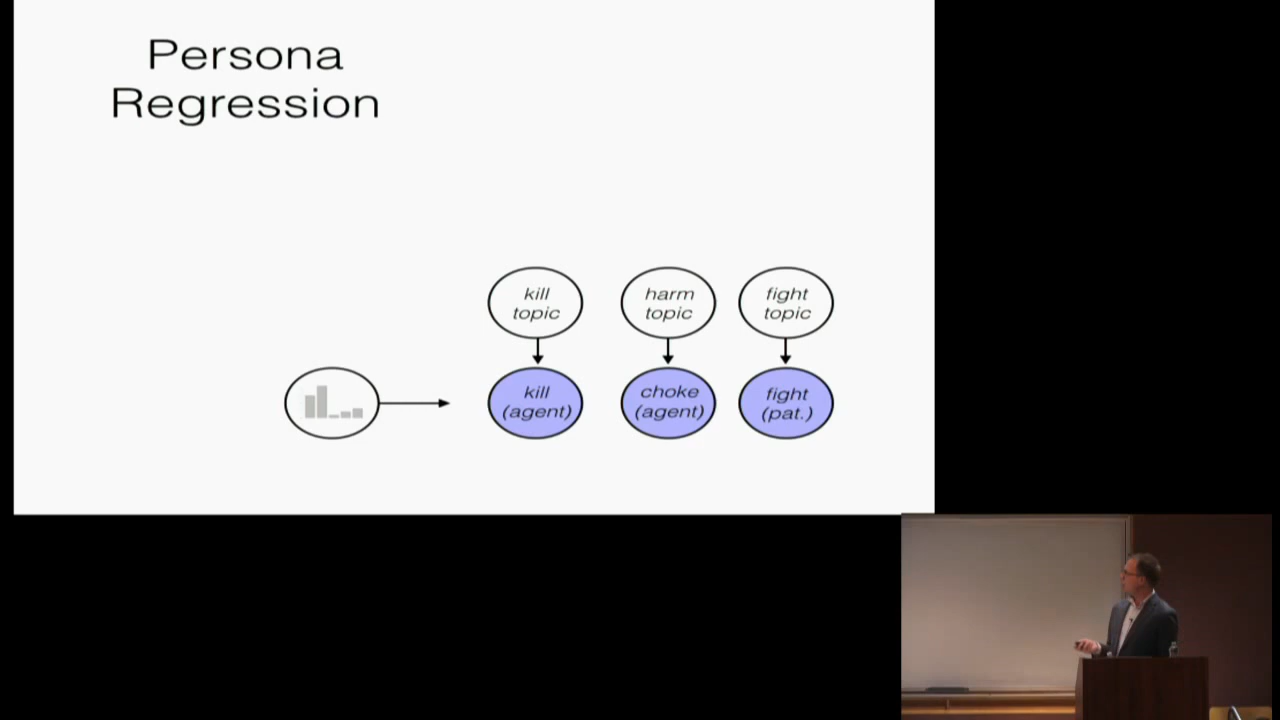 Persona
Regression
kill
topic
harm
topic
fight
topic
kill
(agent)
choke
(agent)
fight
(pat.)